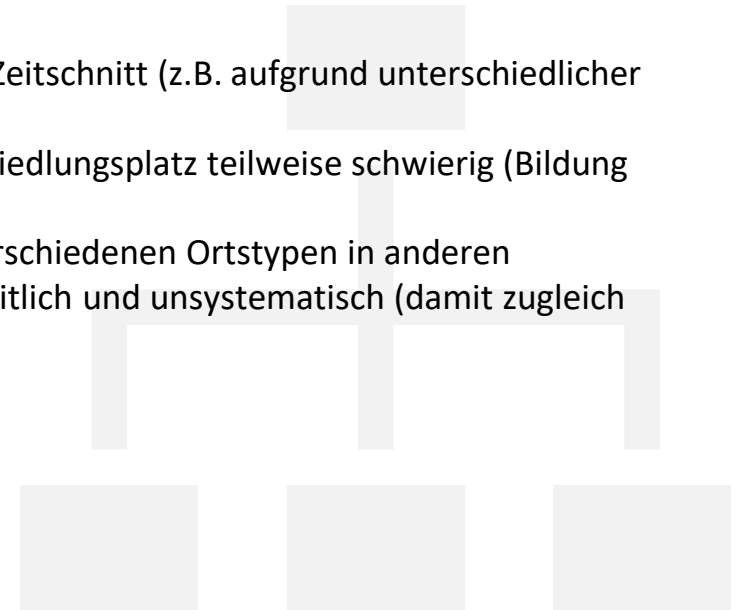 Zeitschnitt (z.B. aufgrund unterschiedlicher
iedlungsplatz teilweise schwierig (Bildung
rschiedenen Ortstypen in anderen
itlich und unsystematisch (damit zugleich